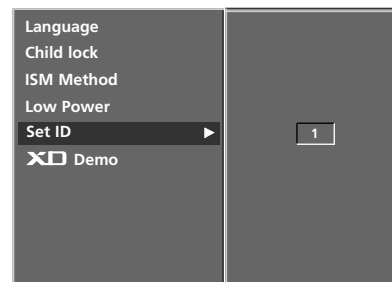 Language
Child lock
ISM Method
Low Power
Set ID ▶ 1
XD Demo